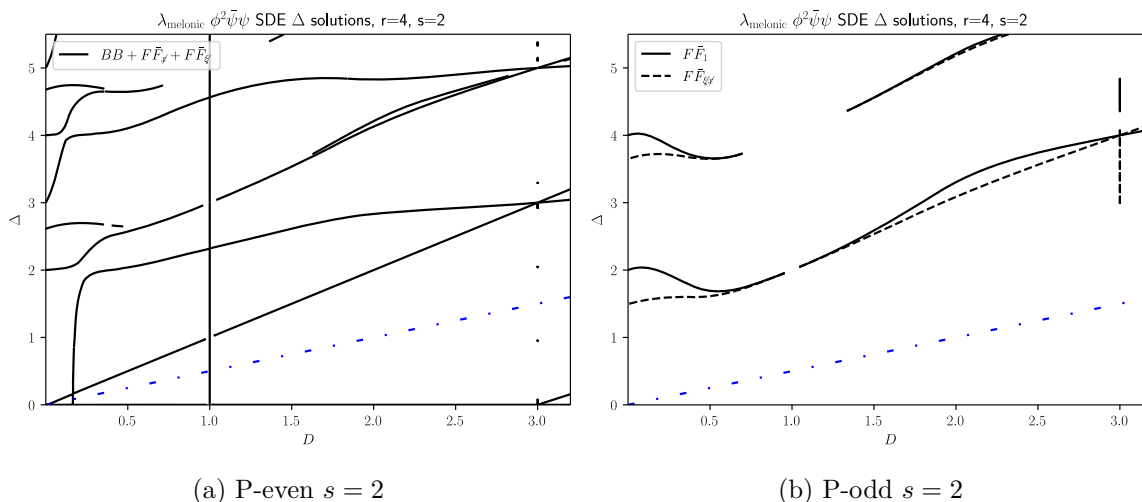 λ_melonic ϕ²ψ̄ψ SDE Δ solutions, r=4, s=2
BB + FF̄_𝓎̸ + FF̄_ξ̸
Δ
5
4
3
2
1
0
0.5
1.0
1.5
2.0
2.5
3.0
D
(a) P-even s = 2
λ_melonic ϕ²ψ̄ψ SDE Δ solutions, r=4, s=2
FF̄_1
FF̄_ξ̸𝓎̸
Δ
5
4
3
2
1
0
0.5
1.0
1.5
2.0
2.5
3.0
D
(b) P-odd s = 2